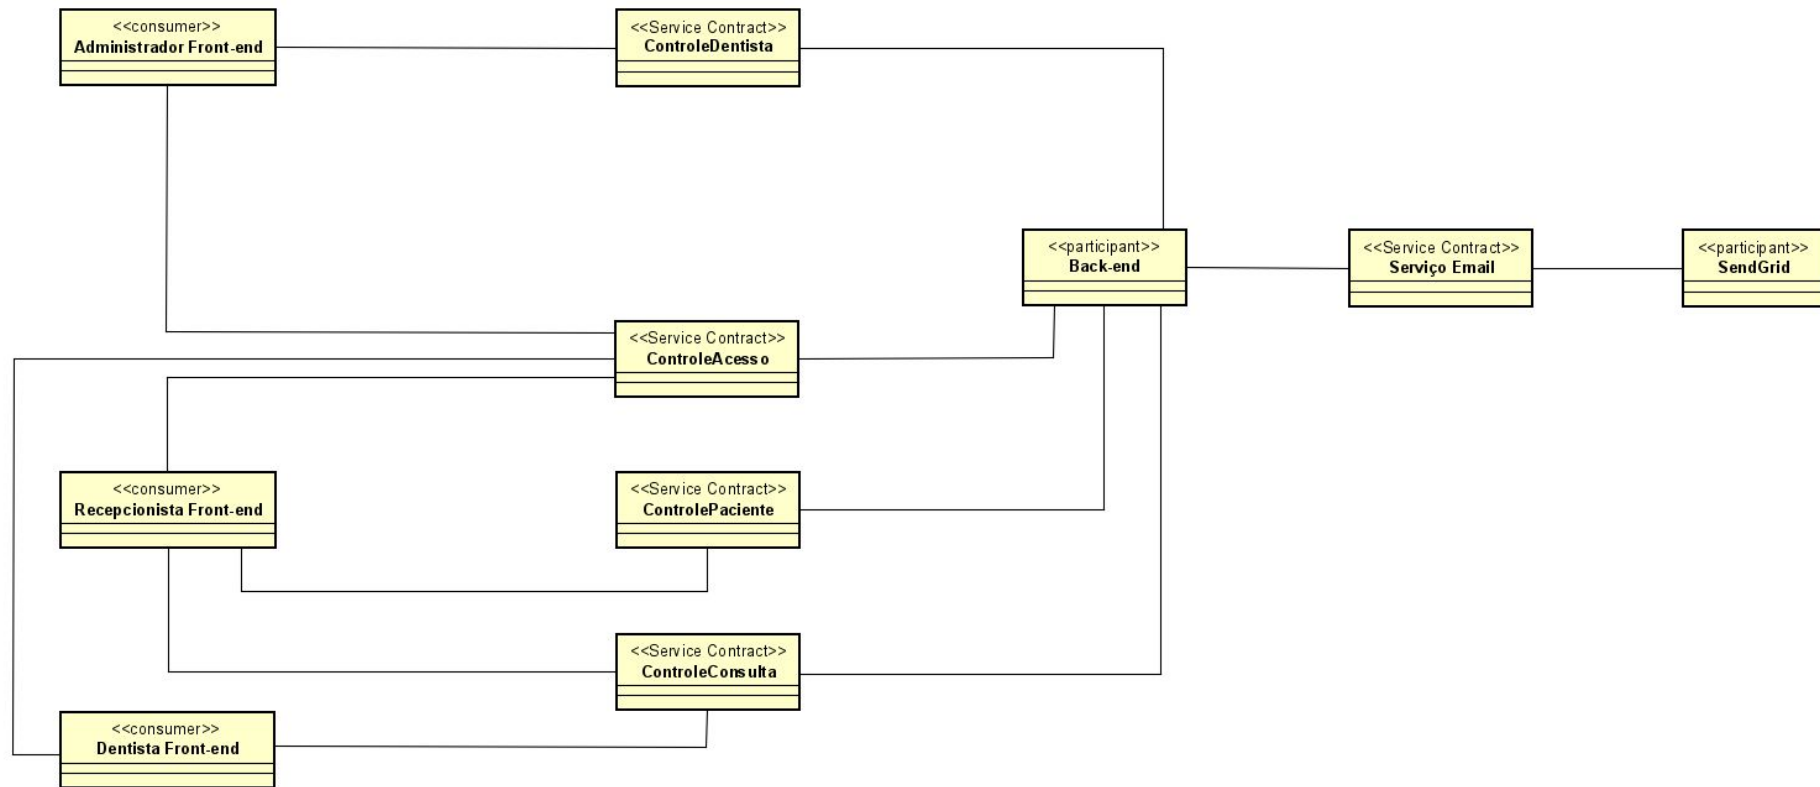 <<consumer>>
Administrador Front-end
<<Service Contract>>
ControleDentista
<<participant>>
Back-end
<<Service Contract>>
Serviço Email
<<participant>>
SendGrid
<<Service Contract>>
ControleAcesso
<<consumer>>
Recepcionista Front-end
<<Service Contract>>
ControlePaciente
<<Service Contract>>
ControleConsulta
<<consumer>>
Dentista Front-end